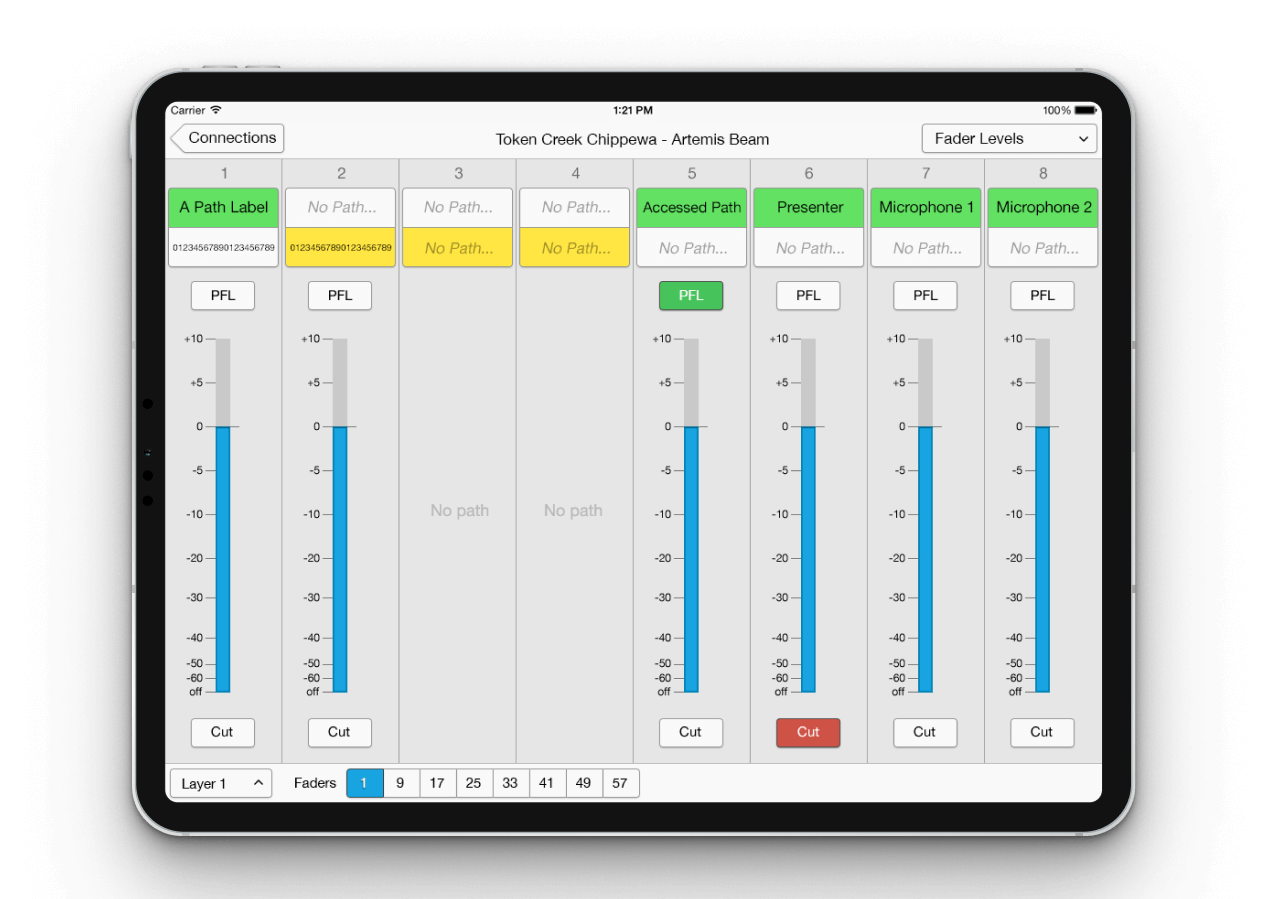 Carrier 1:21 PM 100%
Connections Token Creek Chippewa - Artemis Beam Fader Levels
1 2 3 4 5 6 7 8
A Path Label No Path... No Path... No Path... Accessed Path Presenter Microphone 1 Microphone 2
01234567890123456789 01234567890123456789 No Path... No Path... No Path... No Path... No Path... No Path...
PFL PFL PFL PFL PFL PFL
+10 +10 +10 +10 +10 +10
+5 +5 +5 +5 +5 +5
0 0 0 0 0 0
-5 -5 -5 -5 -5 -5
-10 -10 No path No path -10 -10 -10 -10
-20 -20 -20 -20 -20 -20
-30 -30 -30 -30 -30 -30
-40 -40 -40 -40 -40 -40
-50 -50 -50 -50 -50 -50
-60 -60 -60 -60 -60 -60
off off off off off off
Cut Cut Cut Cut Cut Cut
Layer 1 Faders 1 9 17 25 33 41 49 57